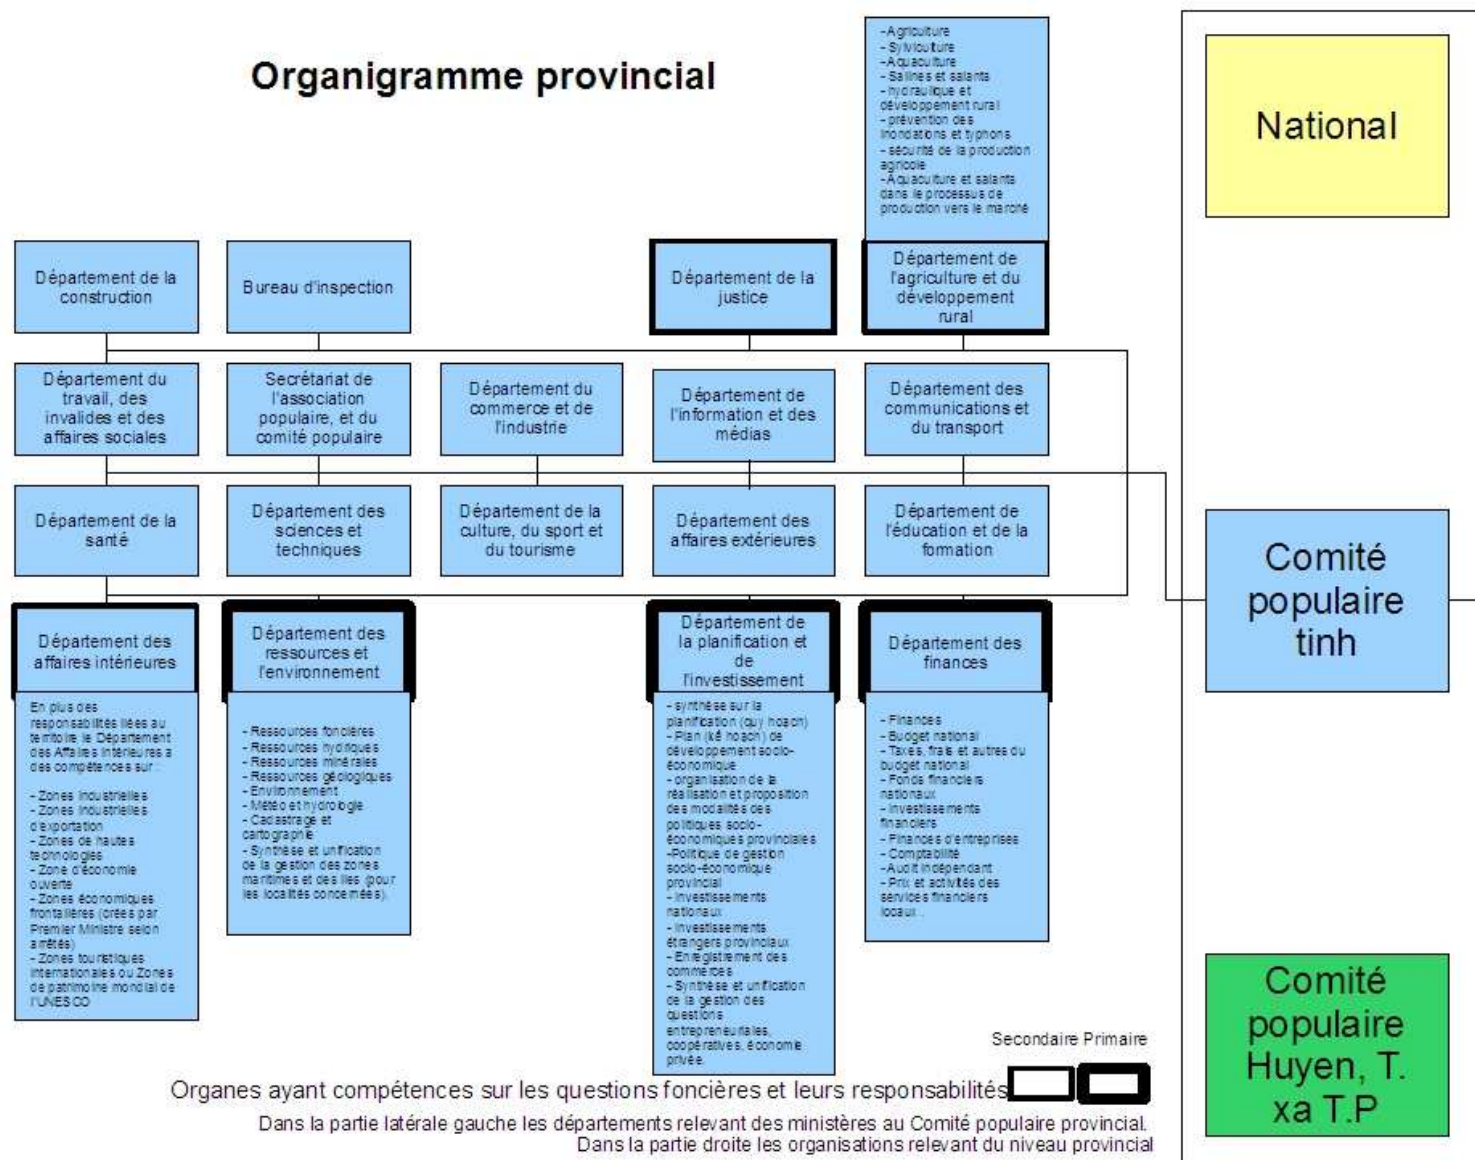 Organigramme provincial
- Agriculture
- Sylviculture
- Aquaculture
- Salines et salants
- hydraulique et
développement rural
- prévention des
inondations et typhons
- sécurité de la production
agricole
- Aquaculture et salants
dans le processus de
production vers le marché
National
Département de la
construction
Bureau d'inspection
Département de la
justice
Département de
l'agriculture et du
développement
rural
Département du
travail, des
invalides et des
affaires sociales
Secrétariat de
l'association
populaire, et du
comité populaire
Département du
commerce et de
l'industrie
Département de
l'information et des
médias
Département des
communications et
du transport
Département de la
santé
Département des
sciences et
techniques
Département de la
culture, du sport et
du tourisme
Département des
affaires extérieures
Département de
l'éducation et de la
formation
Comité
populaire
tinh
Département des
affaires intérieures
Département des
ressources et
l'environnement
Département de
la planification et
de
l'investissement
Département des
finances
En plus des
responsabilités liées au
territoire le Département
des Affaires Intérieures a
des compétences sur :
- Zones industrielles
- Zones industrielles
d'exportation
- Zones de hautes
technologies
- Zone d'économie
ouverte
- Zones économiques
frontalières (crées par
Premier Ministre selon
arrêtés)
- Zones touristiques
internationales ou Zones
de patrimoine mondial de
l'UNESCO
- Ressources foncières
- Ressources hydriques
- Ressources minérales
- Ressources géologiques
- Environnement
- Météo et hydrologie
- Cadastrage et
cartographie
- Synthèse et unification
de la gestion des zones
maritimes et des îles (pour
les localités concernées).
- synthèse sur la
planification (quy hoach)
- Plan (kê hoach) de
développement socio-
économique
- organisation de la
réalisation et proposition
des modalités des
politiques socio-
économiques provinciales
-Politique de gestion
socio-économique
provincial
- Investissements
nationaux
- Investissements
étrangers provinciaux
- Enregistrement des
commerces
- Synthèse et unification
de la gestion des
questions
entrepreneuriales,
coopératives, économie
privée.
- Finances
- Budget national
- Taxes, frais et autres du
budget national
- Fonds financiers
nationaux
- Investissements
financiers
- Finances d'entreprises
- Comptabilité
-Audit indépendant
- Prix et activités des
services financiers
locaux .
Comité
populaire
Huyen, T.
xa T.P
Secondaire Primaire
Organes ayant compétences sur les questions foncières et leurs responsabilités
Dans la partie latérale gauche les départements relevant des ministères au Comité populaire provincial.
Dans la partie droite les organisations relevant du niveau provincial